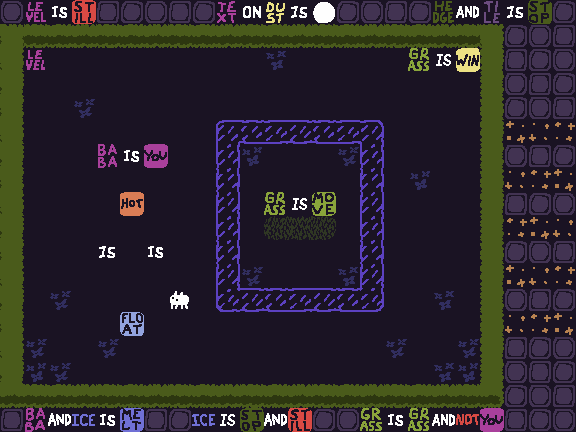 LEVEL IS STILL TEXT ON DUST IS HEDGE AND TILE IS STOP
LEVEL GRASS IS WIN
BABA IS YOU
HOT GRASS IS MOVE
IS IS
FLOAT
BABA AND ICE IS MELT ICE IS STOP AND STILL GRASS IS GRASS AND NOT YOU